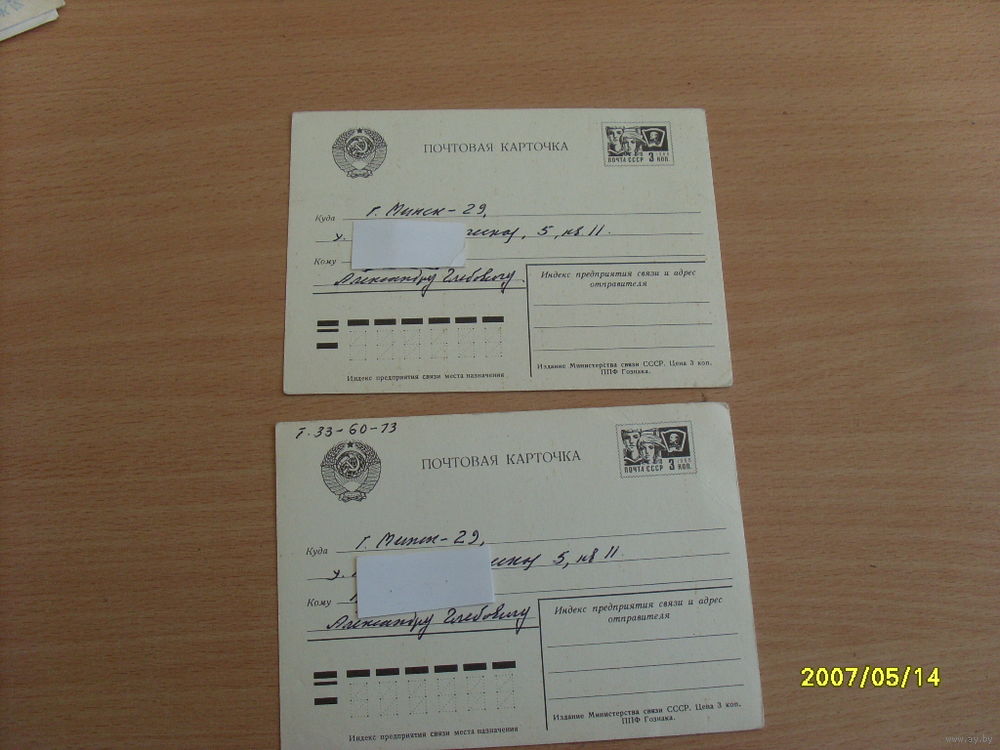 ПОЧТОВАЯ КАРТОЧКА
ПОЧТА СССР 3 КОП.
Куда г. Минск - 29,
у. 5, кв 11.
Кому
Александру Глебовичу
Индекс предприятия связи и адрес
отправителя
Издание Министерства связи СССР. Цена 3 коп.
ППФ Гознака.
Индекс предприятия связи места назначения
т. 33-60-73
ПОЧТОВАЯ КАРТОЧКА
ПОЧТА СССР 3 КОП.
Куда г. Минск - 29,
у. 5, кв 11
Кому
Александру Глебовичу
Индекс предприятия связи и адрес
отправителя
Издание Министерства связи СССР. Цена 3 коп.
ППФ Гознака.
Индекс предприятия связи места назначения
2007/05/14
www.ay.by